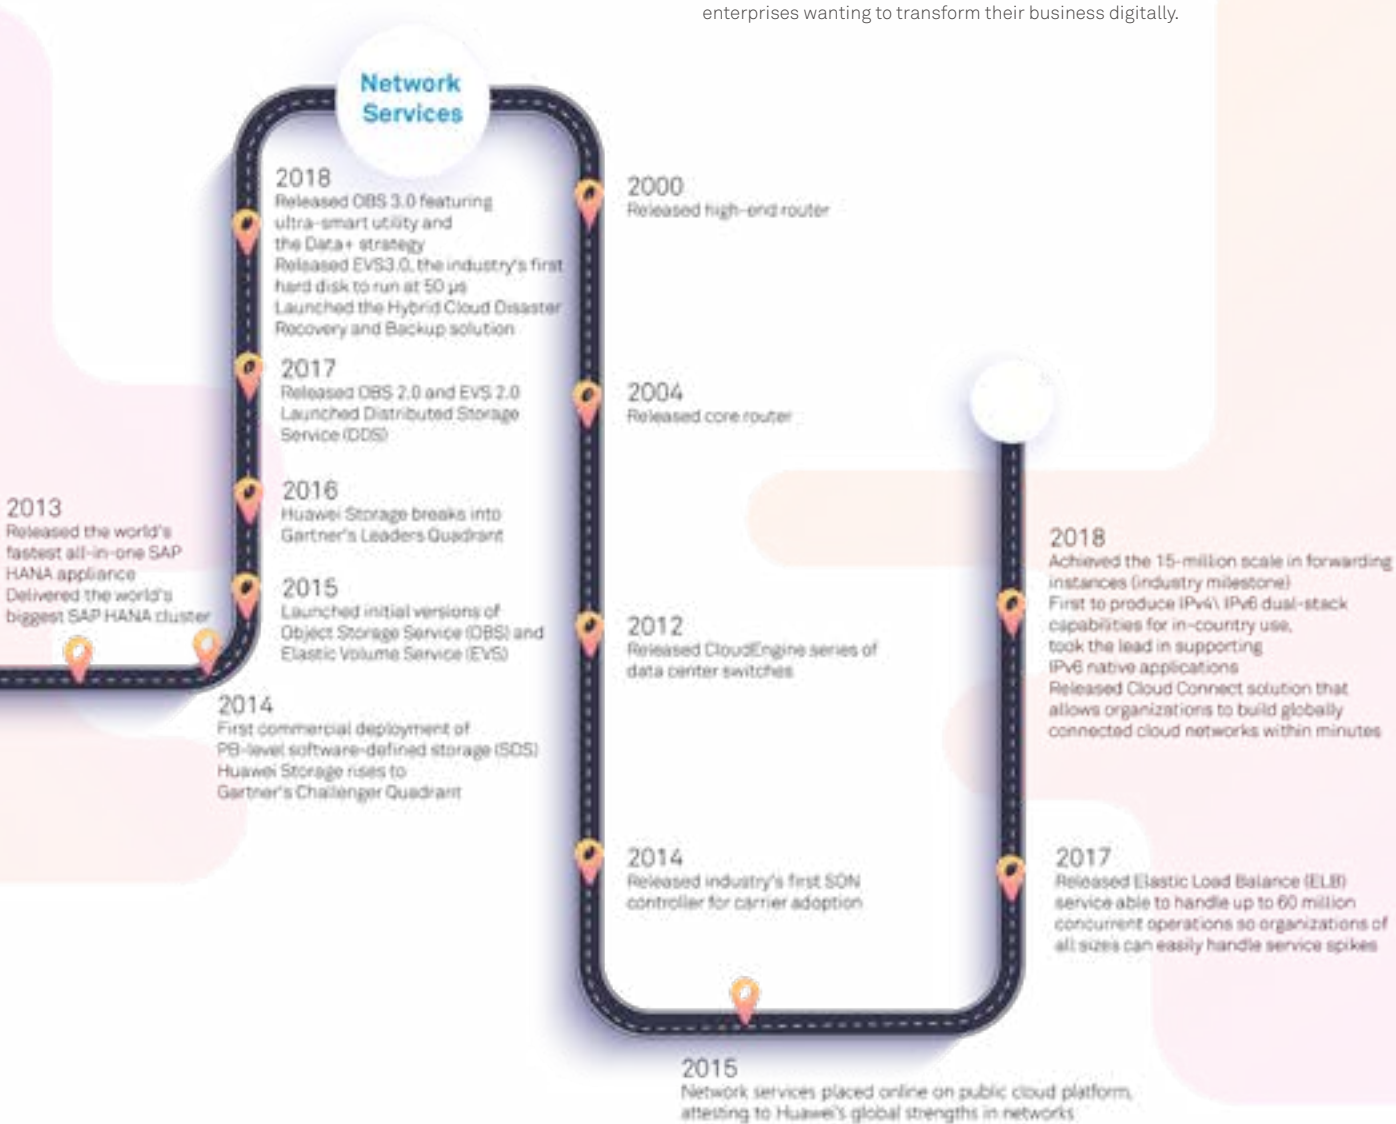 enterprises wanting to transform their business digitally.
2013
Released the world's
fastest all-in-one SAP
HANA appliance
Delivered the world's
biggest SAP HANA cluster
2014
First commercial deployment of
PB-level software-defined storage (SDS)
Huawei Storage rises to
Gartner's Challenger Quadrant
2015
Launched initial versions of
Object Storage Service (OBS) and
Elastic Volume Service (EVS)
2016
Huawei Storage breaks into
Gartner's Leaders Quadrant
2017
Released OBS 2.0 and EVS 2.0
Launched Distributed Storage
Service (DDS)
2018
Released OBS 3.0 featuring
ultra-smart utility and
the Data+ strategy
Released EVS3.0, the industry's first
hard disk to run at 50 μs
Launched the Hybrid Cloud Disaster
Recovery and Backup solution
Network
Services
2000
Released high-end router
2004
Released core router
2012
Released CloudEngine series of
data center switches
2014
Released industry's first SDN
controller for carrier adoption
2015
Network services placed online on public cloud platform,
attesting to Huawei's global strengths in networks
2017
Released Elastic Load Balance (ELB)
service able to handle up to 60 million
concurrent operations so organizations of
all sizes can easily handle service spikes
2018
Achieved the 15-million scale in forwarding
instances (industry milestone)
First to produce IPv4\ IPv6 dual-stack
capabilities for in-country use,
took the lead in supporting
IPv6 native applications
Released Cloud Connect solution that
allows organizations to build globally
connected cloud networks within minutes